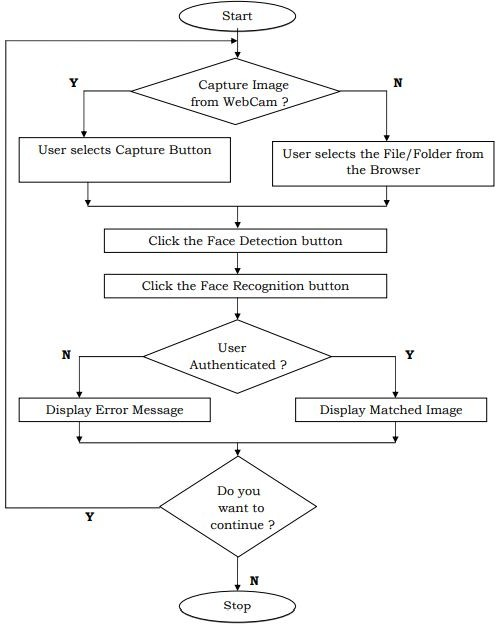 Start
Y
Capture Image
from WebCam ?
N
User selects Capture Button
User selects the File/Folder from
the Browser
Click the Face Detection button
Click the Face Recognition button
N
User
Authenticated ?
Y
Display Error Message
Display Matched Image
Do you
want to
continue ?
Y
N
Stop